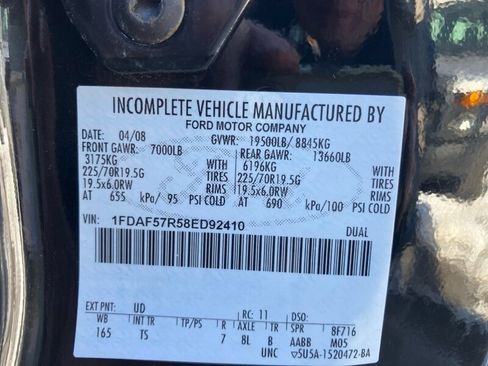 INCOMPLETE VEHICLE MANUFACTURED BY
FORD MOTOR COMPANY
DATE: 04/08 GVWR: 19500LB/ 8845KG
FRONT GAWR: 7000LB REAR GAWR: 13660LB
3175KG WITH 6196KG WITH
225/70R19.5G TIRES 225/70R19.5G TIRES
19.5x6.0RW RIMS 19.5x6.0RW RIMS
AT 655 kPa/ 95 PSI COLD AT 690 kPa/100 PSI COLD
VIN: 1FDAF57R58ED92410 DUAL
EXT PNT: UD RC: 11 DSO:
WB INT TR TP/PS R AXLE TR SPR 8F716
165 TS 7 8L B AABB M05
UNC ▽5U5A-1520472-BA